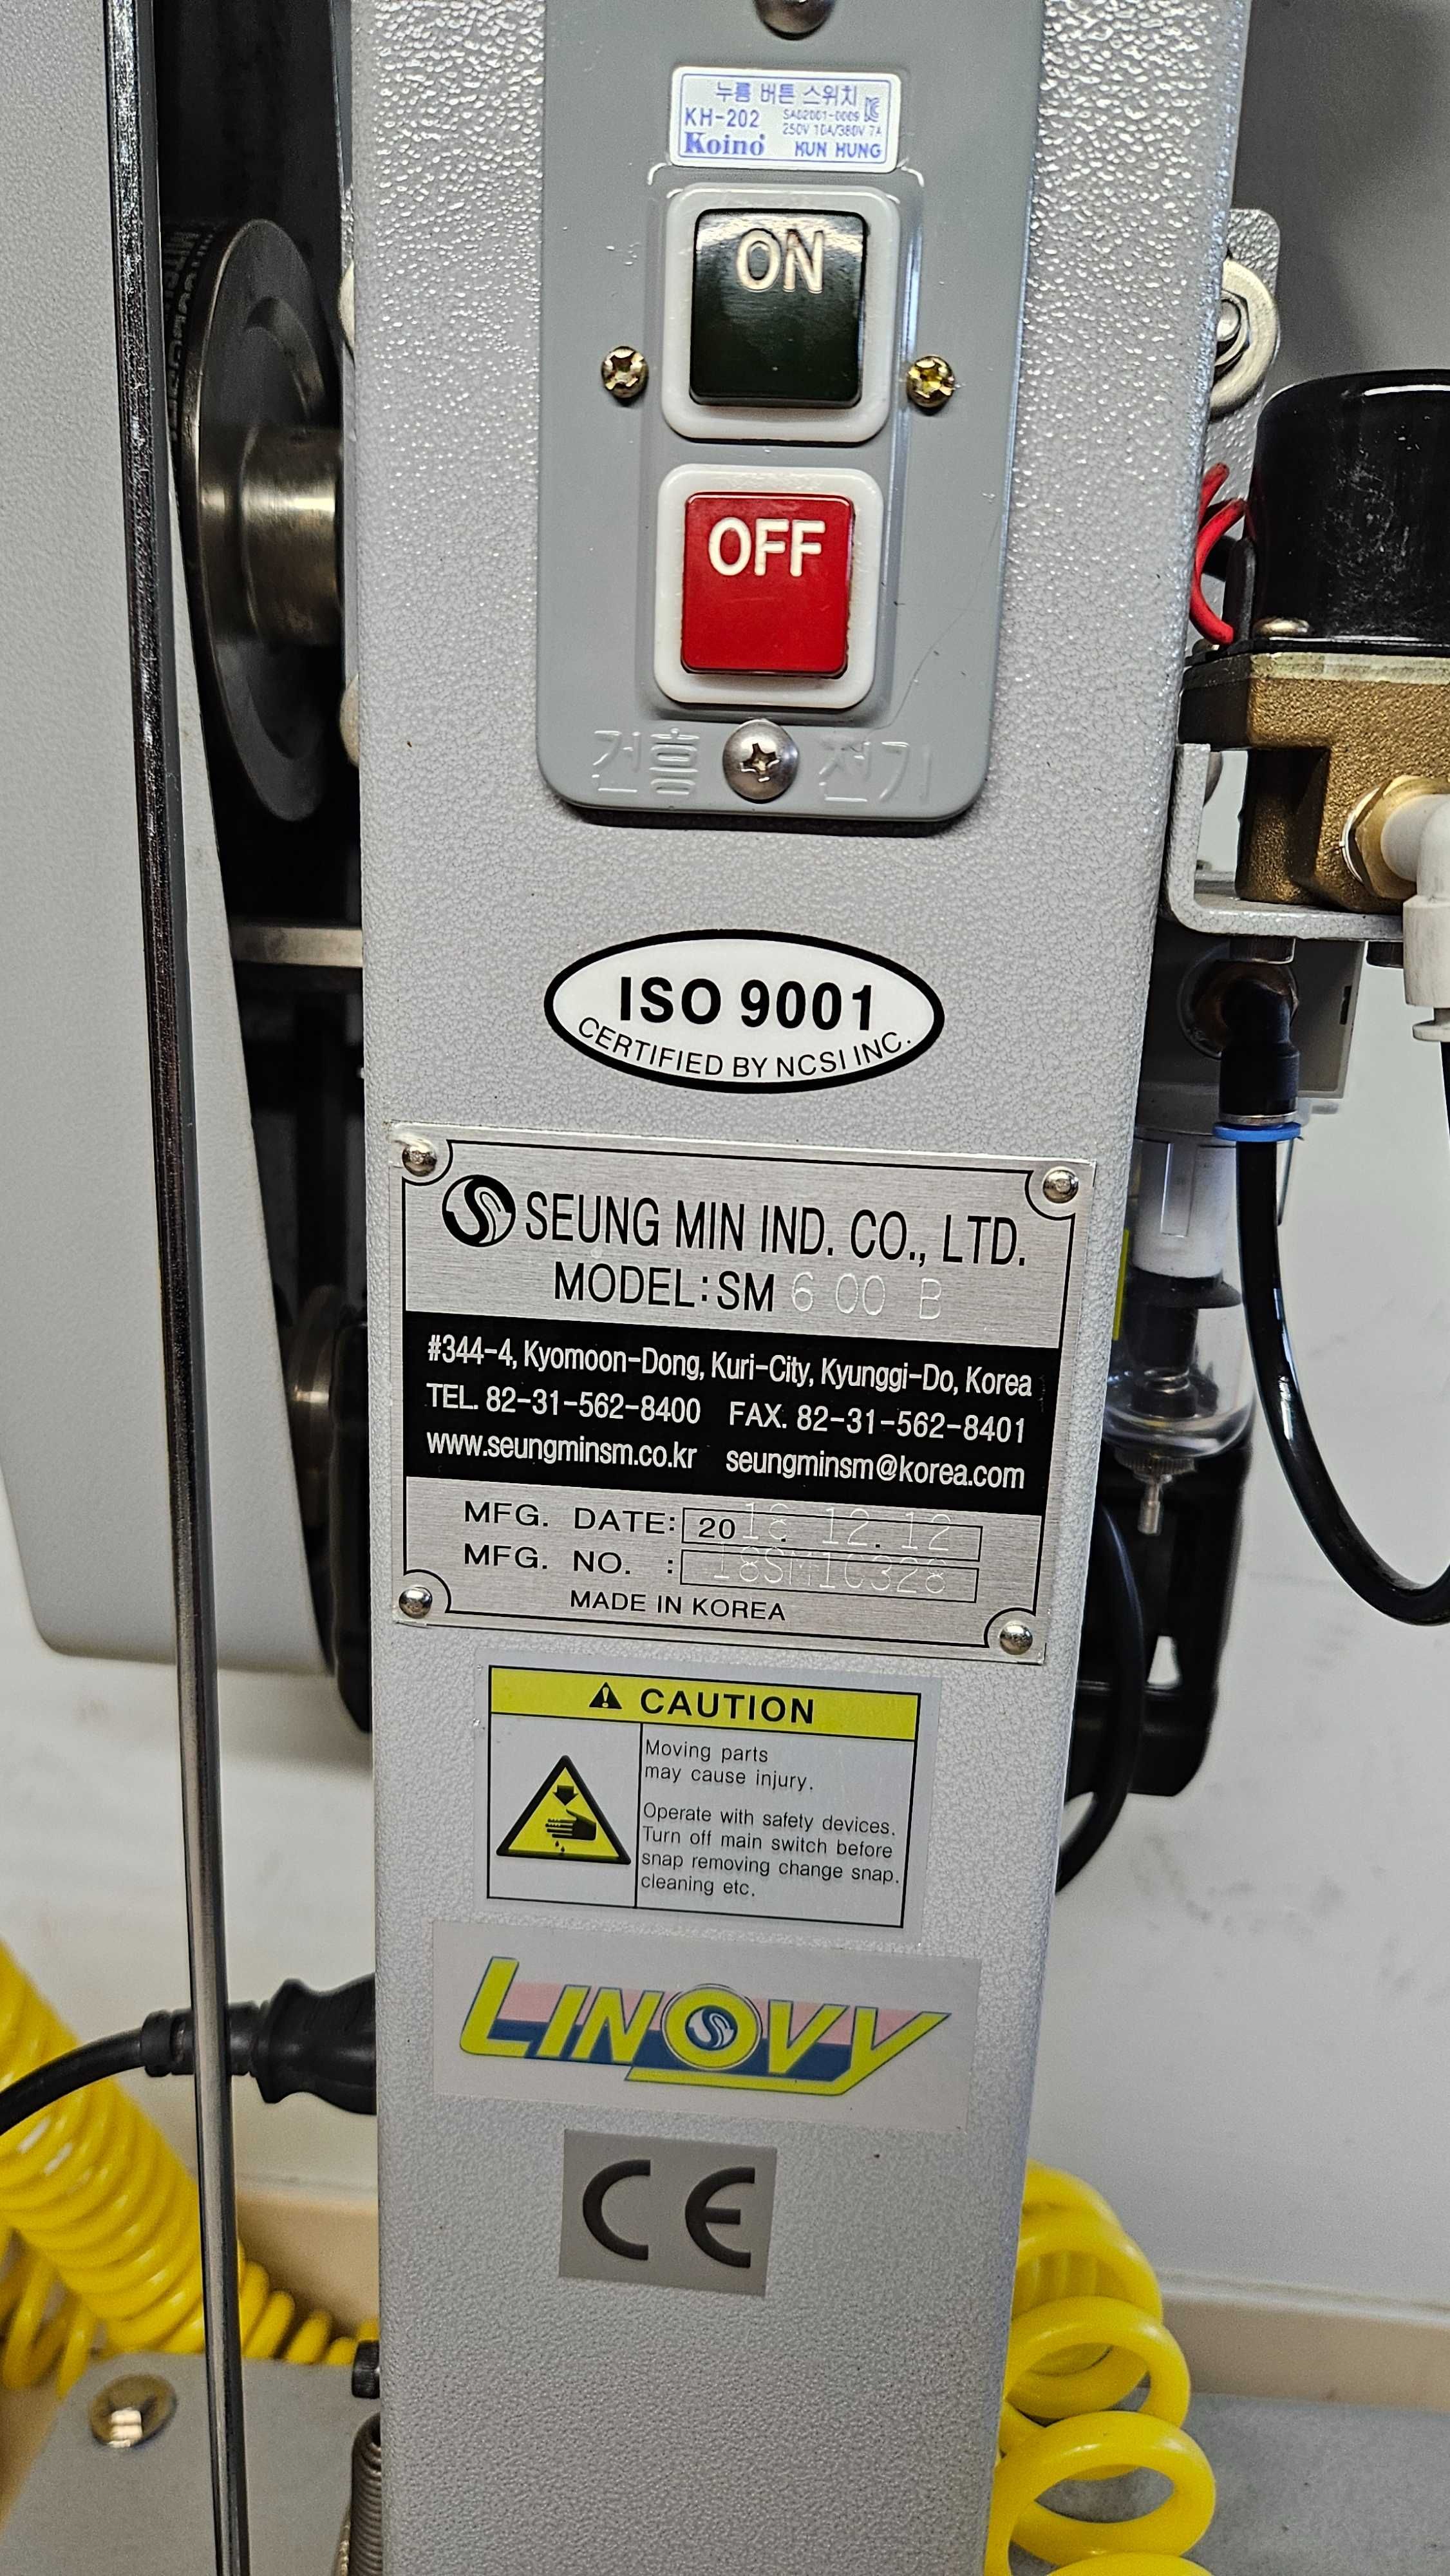 누름 버튼 스위치
KH-202
SA02001-0009
250V 10A/380V 7A
Koino
KUN HUNG
ON
OFF
건흥 전기
ISO 9001
CERTIFIED BY NCSI INC.
SEUNG MIN IND. CO., LTD.
MODEL:SM 600 B
#344-4, Kyomoon-Dong, Kuri-City, Kyunggi-Do, Korea
TEL. 82-31-562-8400 FAX. 82-31-562-8401
www.seungminsm.co.kr seungminsm@korea.com
MFG. DATE: 2018. 12. 12
MFG. NO. : 18SM10328
MADE IN KOREA
CAUTION
Moving parts
may cause injury.
Operate with safety devices.
Turn off main switch before
snap removing change snap.
cleaning etc.
LINOVY
CE